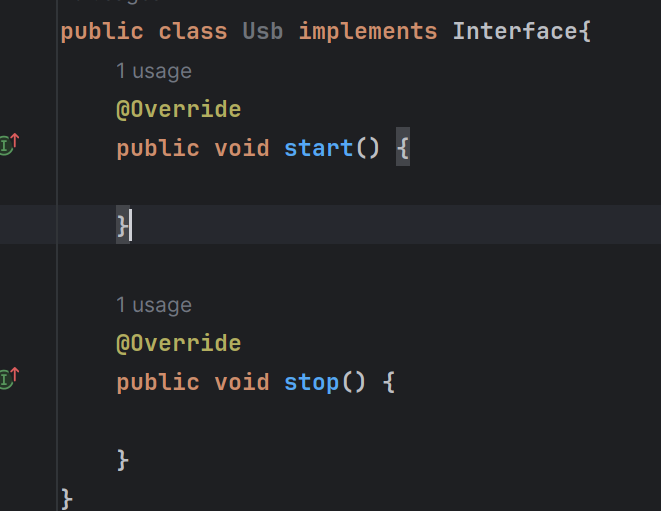 public class Usb implements Interface{
1 usage
@Override
public void start() {
}
1 usage
@Override
public void stop() {
}
}